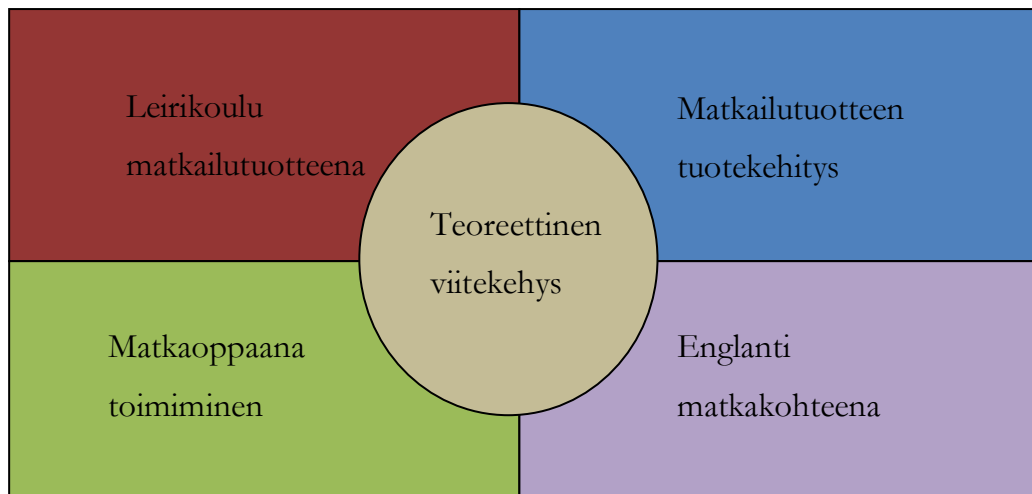 Leirikoulu
matkailutuotteena
Matkailutuotteen
tuotekehitys
Teoreettinen
viitekehys
Matkaoppaana
toimiminen
Englanti
matkakohteena